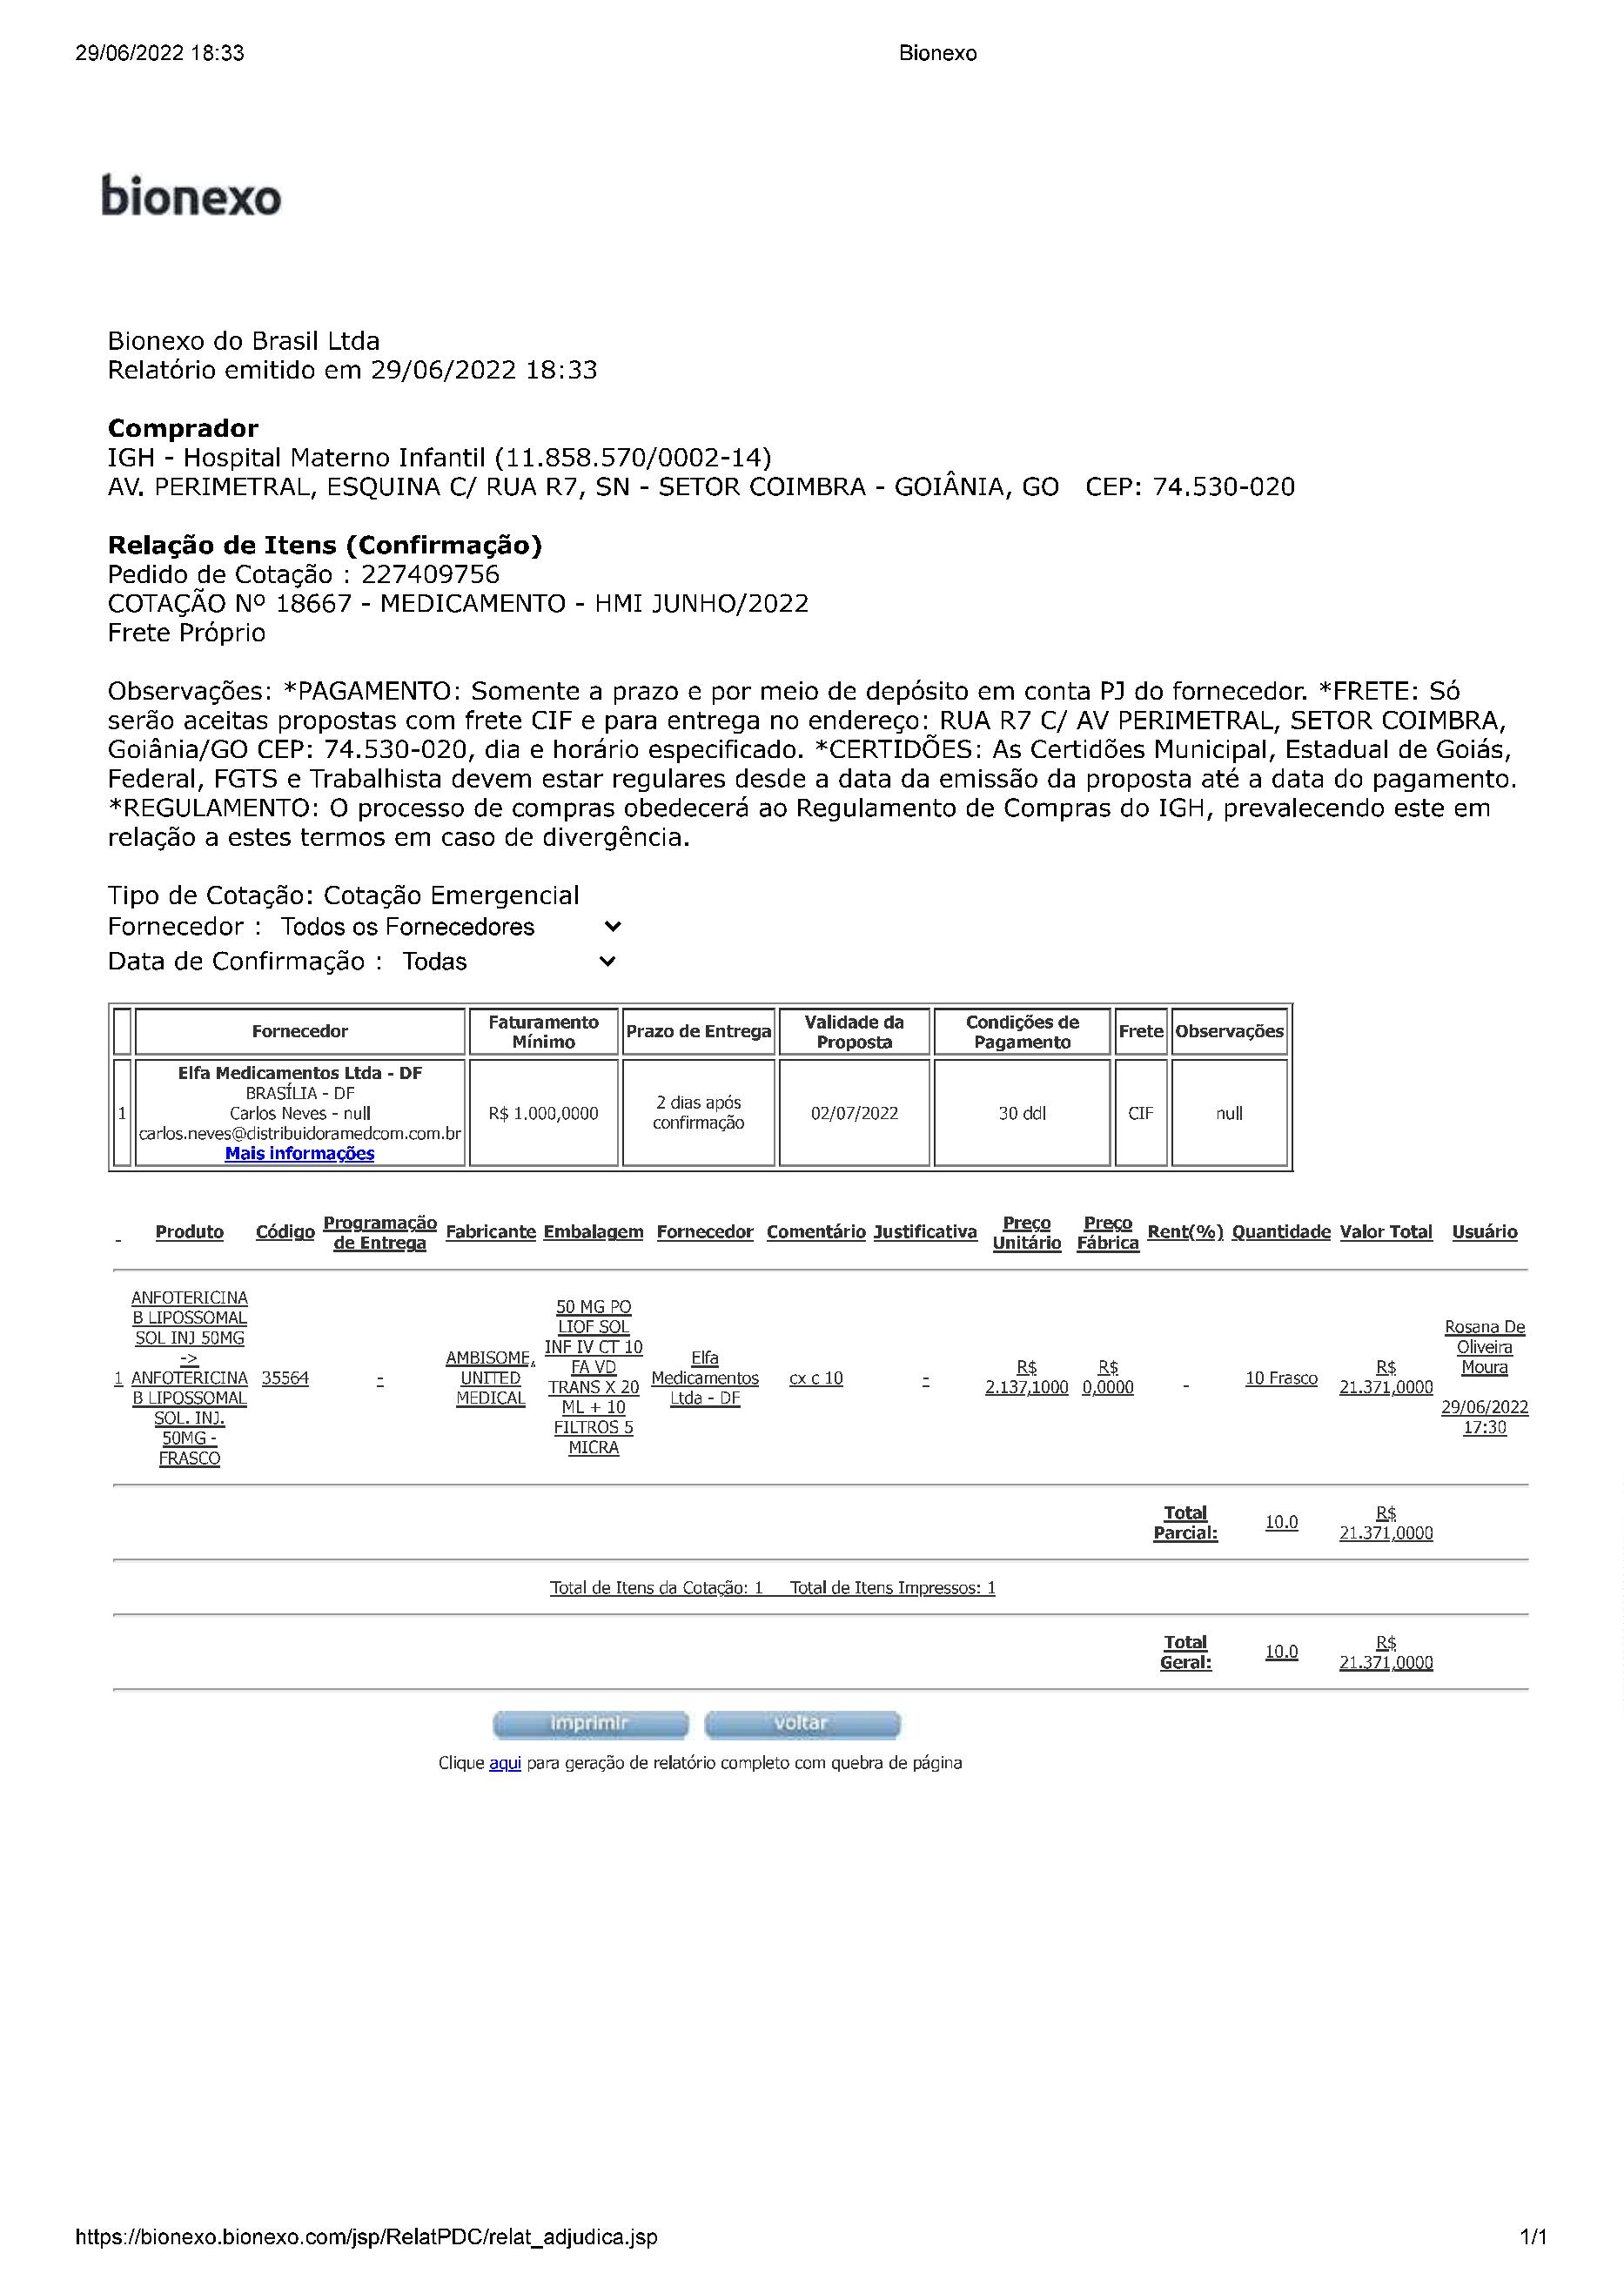 29/06/2022 18:33 Bionexo
bionexo
Bionexo do Brasil Ltda
Relatório emitido em 29/06/2022 18:33
Comprador
IGH - Hospital Materno Infantil (11.858.570/0002-14)
AV. PERIMETRAL, ESQUINA C/ RUA R7, SN - SETOR COIMBRA - GOIÂNIA, GO CEP: 74.530-020
Relação de Itens (Confirmação)
Pedido de Cotação : 227409756
COTAÇÃO Nº 18667 - MEDICAMENTO - HMI JUNHO/2022
Frete Próprio
Observações: *PAGAMENTO: Somente a prazo e por meio de depósito em conta PJ do fornecedor. *FRETE: Só
serão aceitas propostas com frete CIF e para entrega no endereço: RUA R7 C/ AV PERIMETRAL, SETOR COIMBRA,
Goiânia/GO CEP: 74.530-020, dia e horário especificado. *CERTIDÕES: As Certidões Municipal, Estadual de Goiás,
Federal, FGTS e Trabalhista devem estar regulares desde a data da emissão da proposta até a data do pagamento.
*REGULAMENTO: O processo de compras obedecerá ao Regulamento de Compras do IGH, prevalecendo este em
relação a estes termos em caso de divergência.
Tipo de Cotação: Cotação Emergencial
Fornecedor : Todos os Fornecedores
Data de Confirmação : Todas
Fornecedor
Faturamento
Mínimo
Prazo de Entrega
Validade da
Proposta
Condições de
Pagamento
Frete
Observações
1
Elfa Medicamentos Ltda - DF
BRASÍLIA - DF
Carlos Neves - null
carlos.neves@distribuidoramedcom.com.br
Mais informações
R$ 1.000,0000
2 dias após
confirmação
02/07/2022
30 ddl
CIF
null
-
Produto
Código
Programação
de Entrega
Fabricante
Embalagem
Fornecedor
Comentário
Justificativa
Preço
Unitário
Preço
Fábrica
Rent(%)
Quantidade
Valor Total
Usuário
1
ANFOTERICINA
B LIPOSSOMAL
SOL INJ 50MG
->
ANFOTERICINA
B LIPOSSOMAL
SOL. INJ.
50MG -
FRASCO
35564
-
AMBISOME,
UNITED
MEDICAL
50 MG PO
LIOF SOL
INF IV CT 10
FA VD
TRANS X 20
ML + 10
FILTROS 5
MICRA
Elfa
Medicamentos
Ltda - DF
cx c 10
-
R$
2.137,1000
R$
0,0000
-
10 Frasco
R$
21.371,0000
Rosana De
Oliveira
Moura
29/06/2022
17:30
Total
Parcial:
10.0
R$
21.371,0000
Total de Itens da Cotação: 1 Total de Itens Impressos: 1
Total
Geral:
10.0
R$
21.371,0000
imprimir voltar
Clique aqui para geração de relatório completo com quebra de página
https://bionexo.bionexo.com/jsp/RelatPDC/relat_adjudica.jsp 1/1